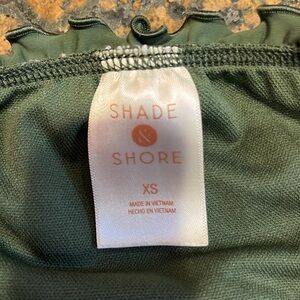 SHADE
&
SHORE
XS
MADE IN VIETNAM
HECHO EN VIETNAM